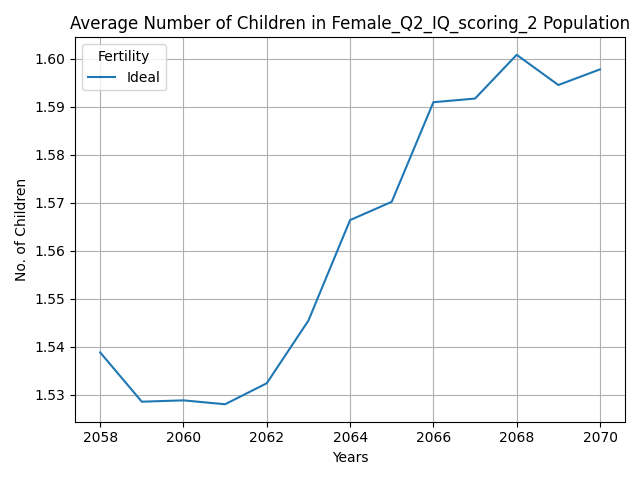 Average Number of Children in Female_Q2_IQ_scoring_2 Population
Fertility
Ideal
1.60
1.59
1.58
1.57
1.56
1.55
1.54
1.53
No. of Children
2058 2060 2062 2064 2066 2068 2070
Years